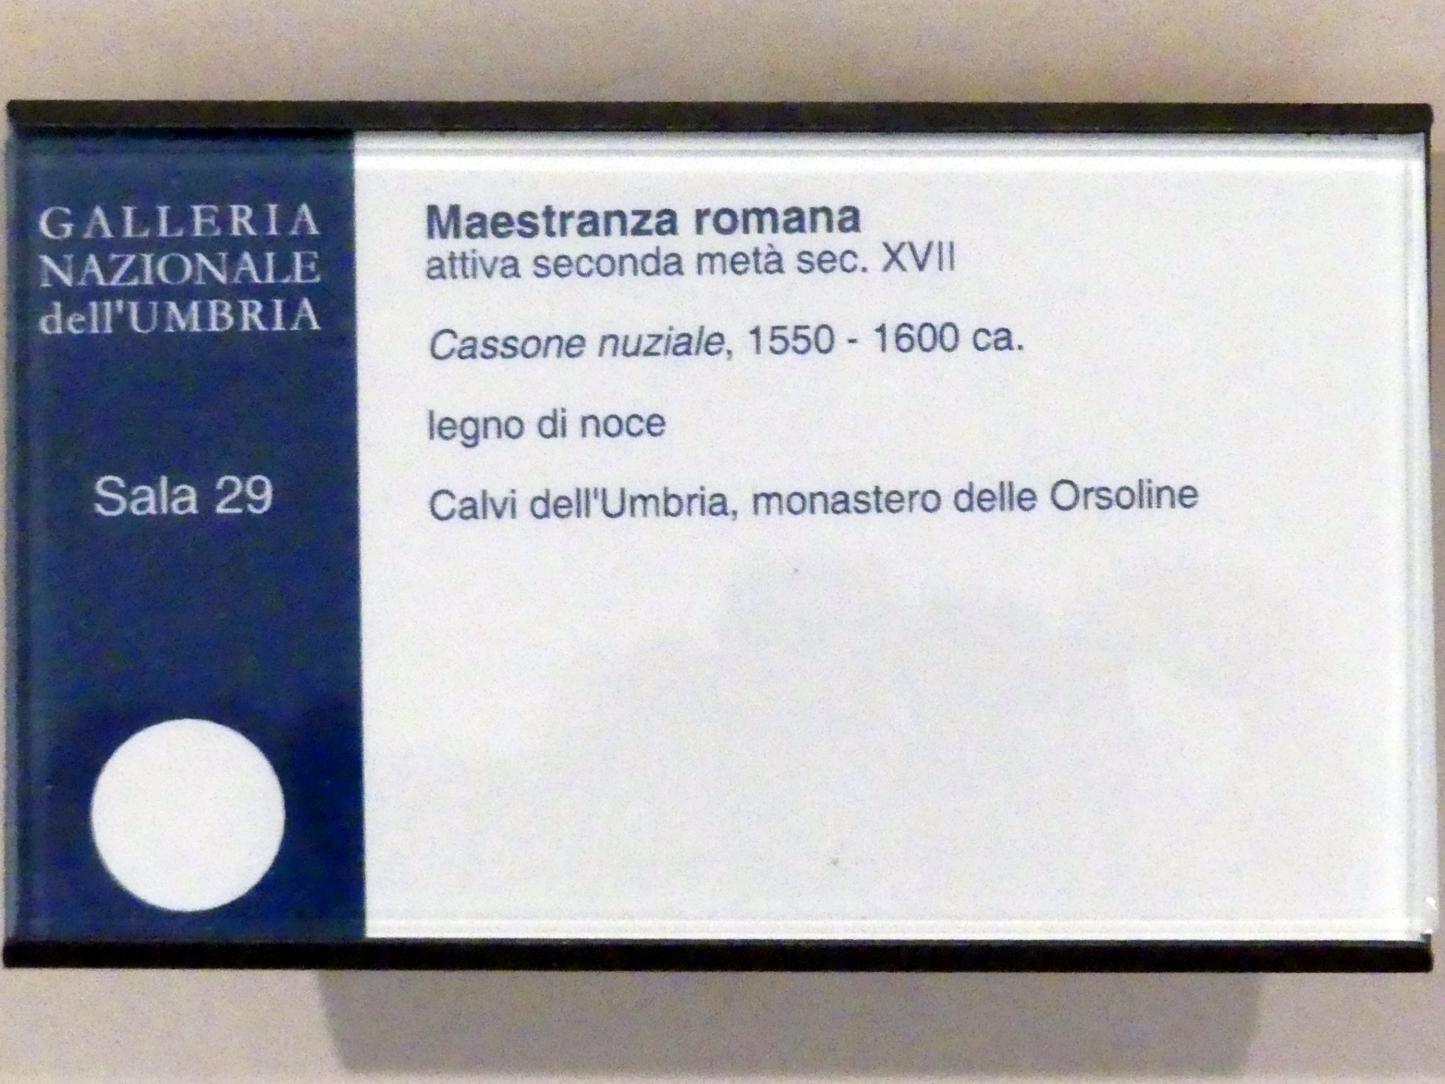 GALLERIA
NAZIONALE
dell'UMBRIA
Sala 29
Maestranza romana
attiva seconda metà sec. XVII
Cassone nuziale, 1550 - 1600 ca.
legno di noce
Calvi dell'Umbria, monastero delle Orsoline